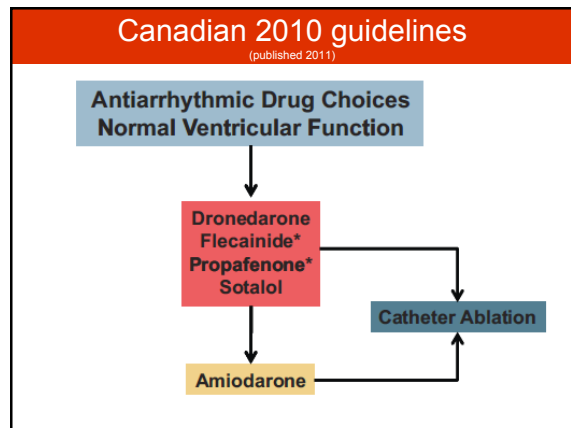 Canadian 2010 guidelines
(published 2011)
Antiarrhythmic Drug Choices
Normal Ventricular Function
Dronedarone
Flecainide*
Propafenone*
Sotalol
Catheter Ablation
Amiodarone